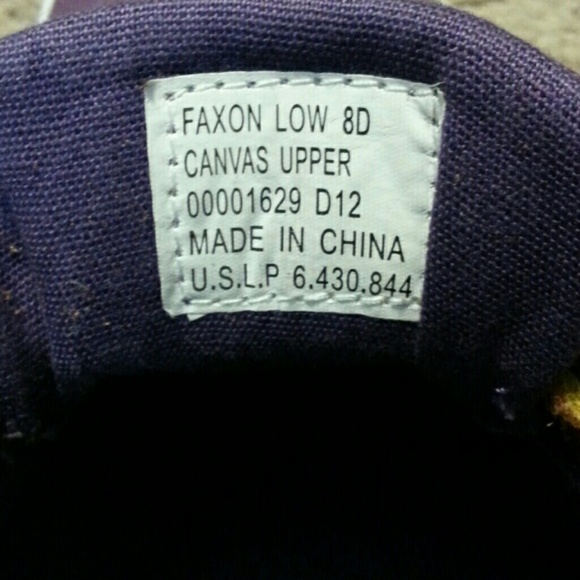 FAXON LOW 8D
CANVAS UPPER
00001629 D12
MADE IN CHINA
U.S.L.P 6.430.844